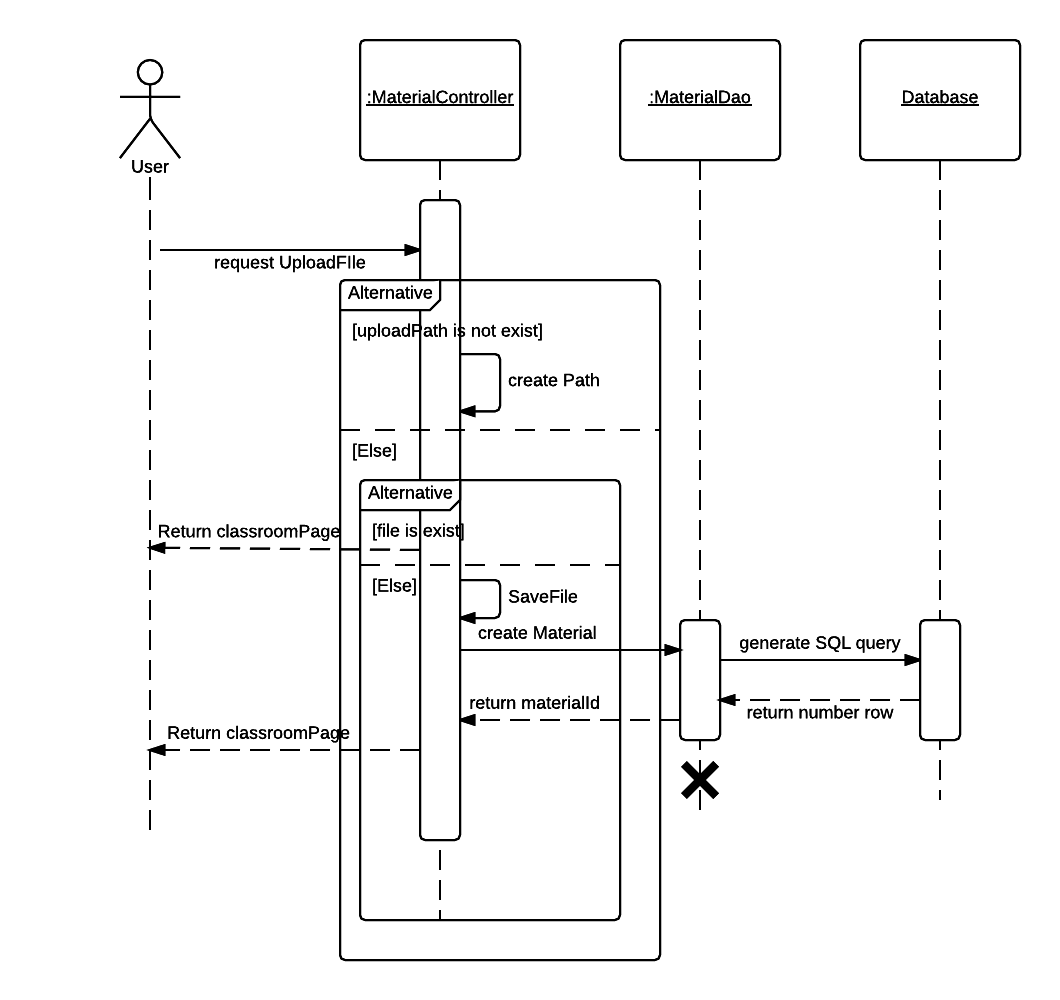 :MaterialController
:MaterialDao
Database
User
request UploadFIle
Alternative
[uploadPath is not exist]
create Path
[Else]
Alternative
Return classroomPage
[file is exist]
[Else]
SaveFile
create Material
generate SQL query
return materialId
return number row
Return classroomPage